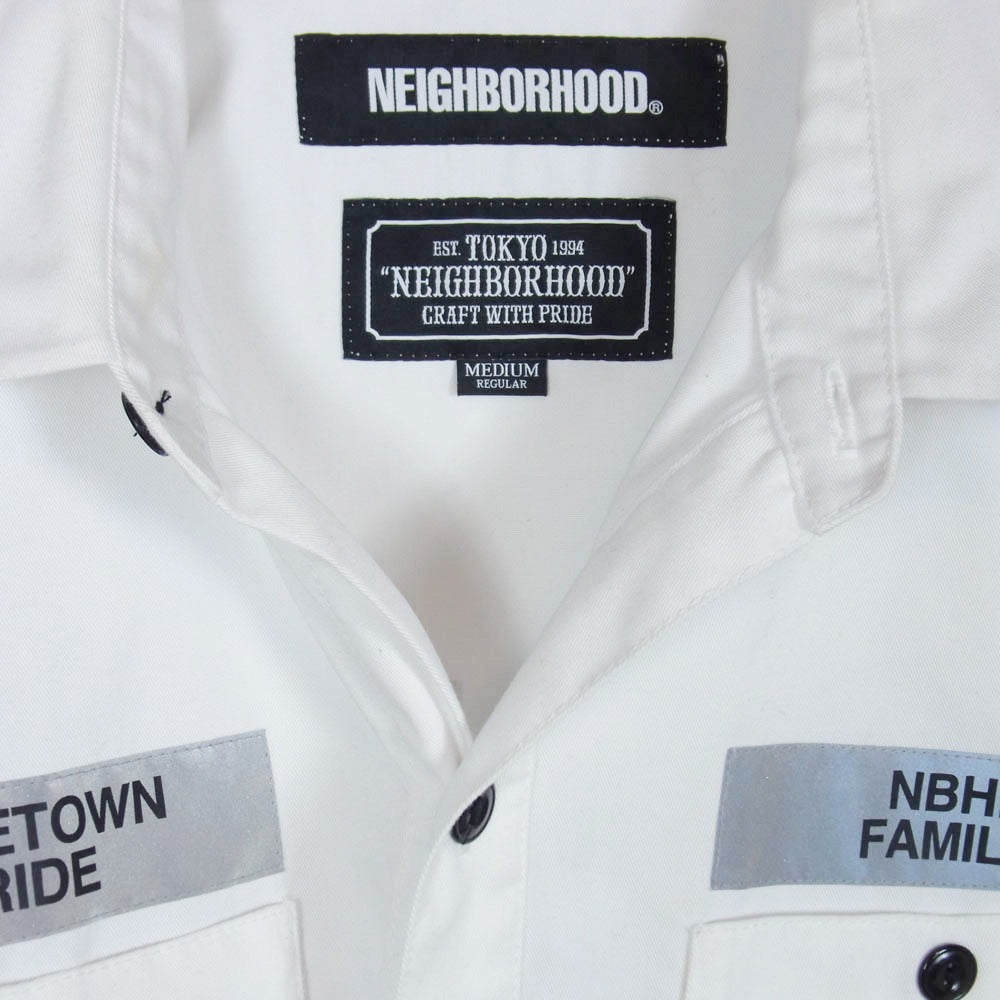 NEIGHBORHOOD®
EST. TOKYO 1994
"NEIGHBORHOOD"
CRAFT WITH PRIDE
MEDIUM
REGULAR
ETOWN
RIDE
NBH
FAMIL